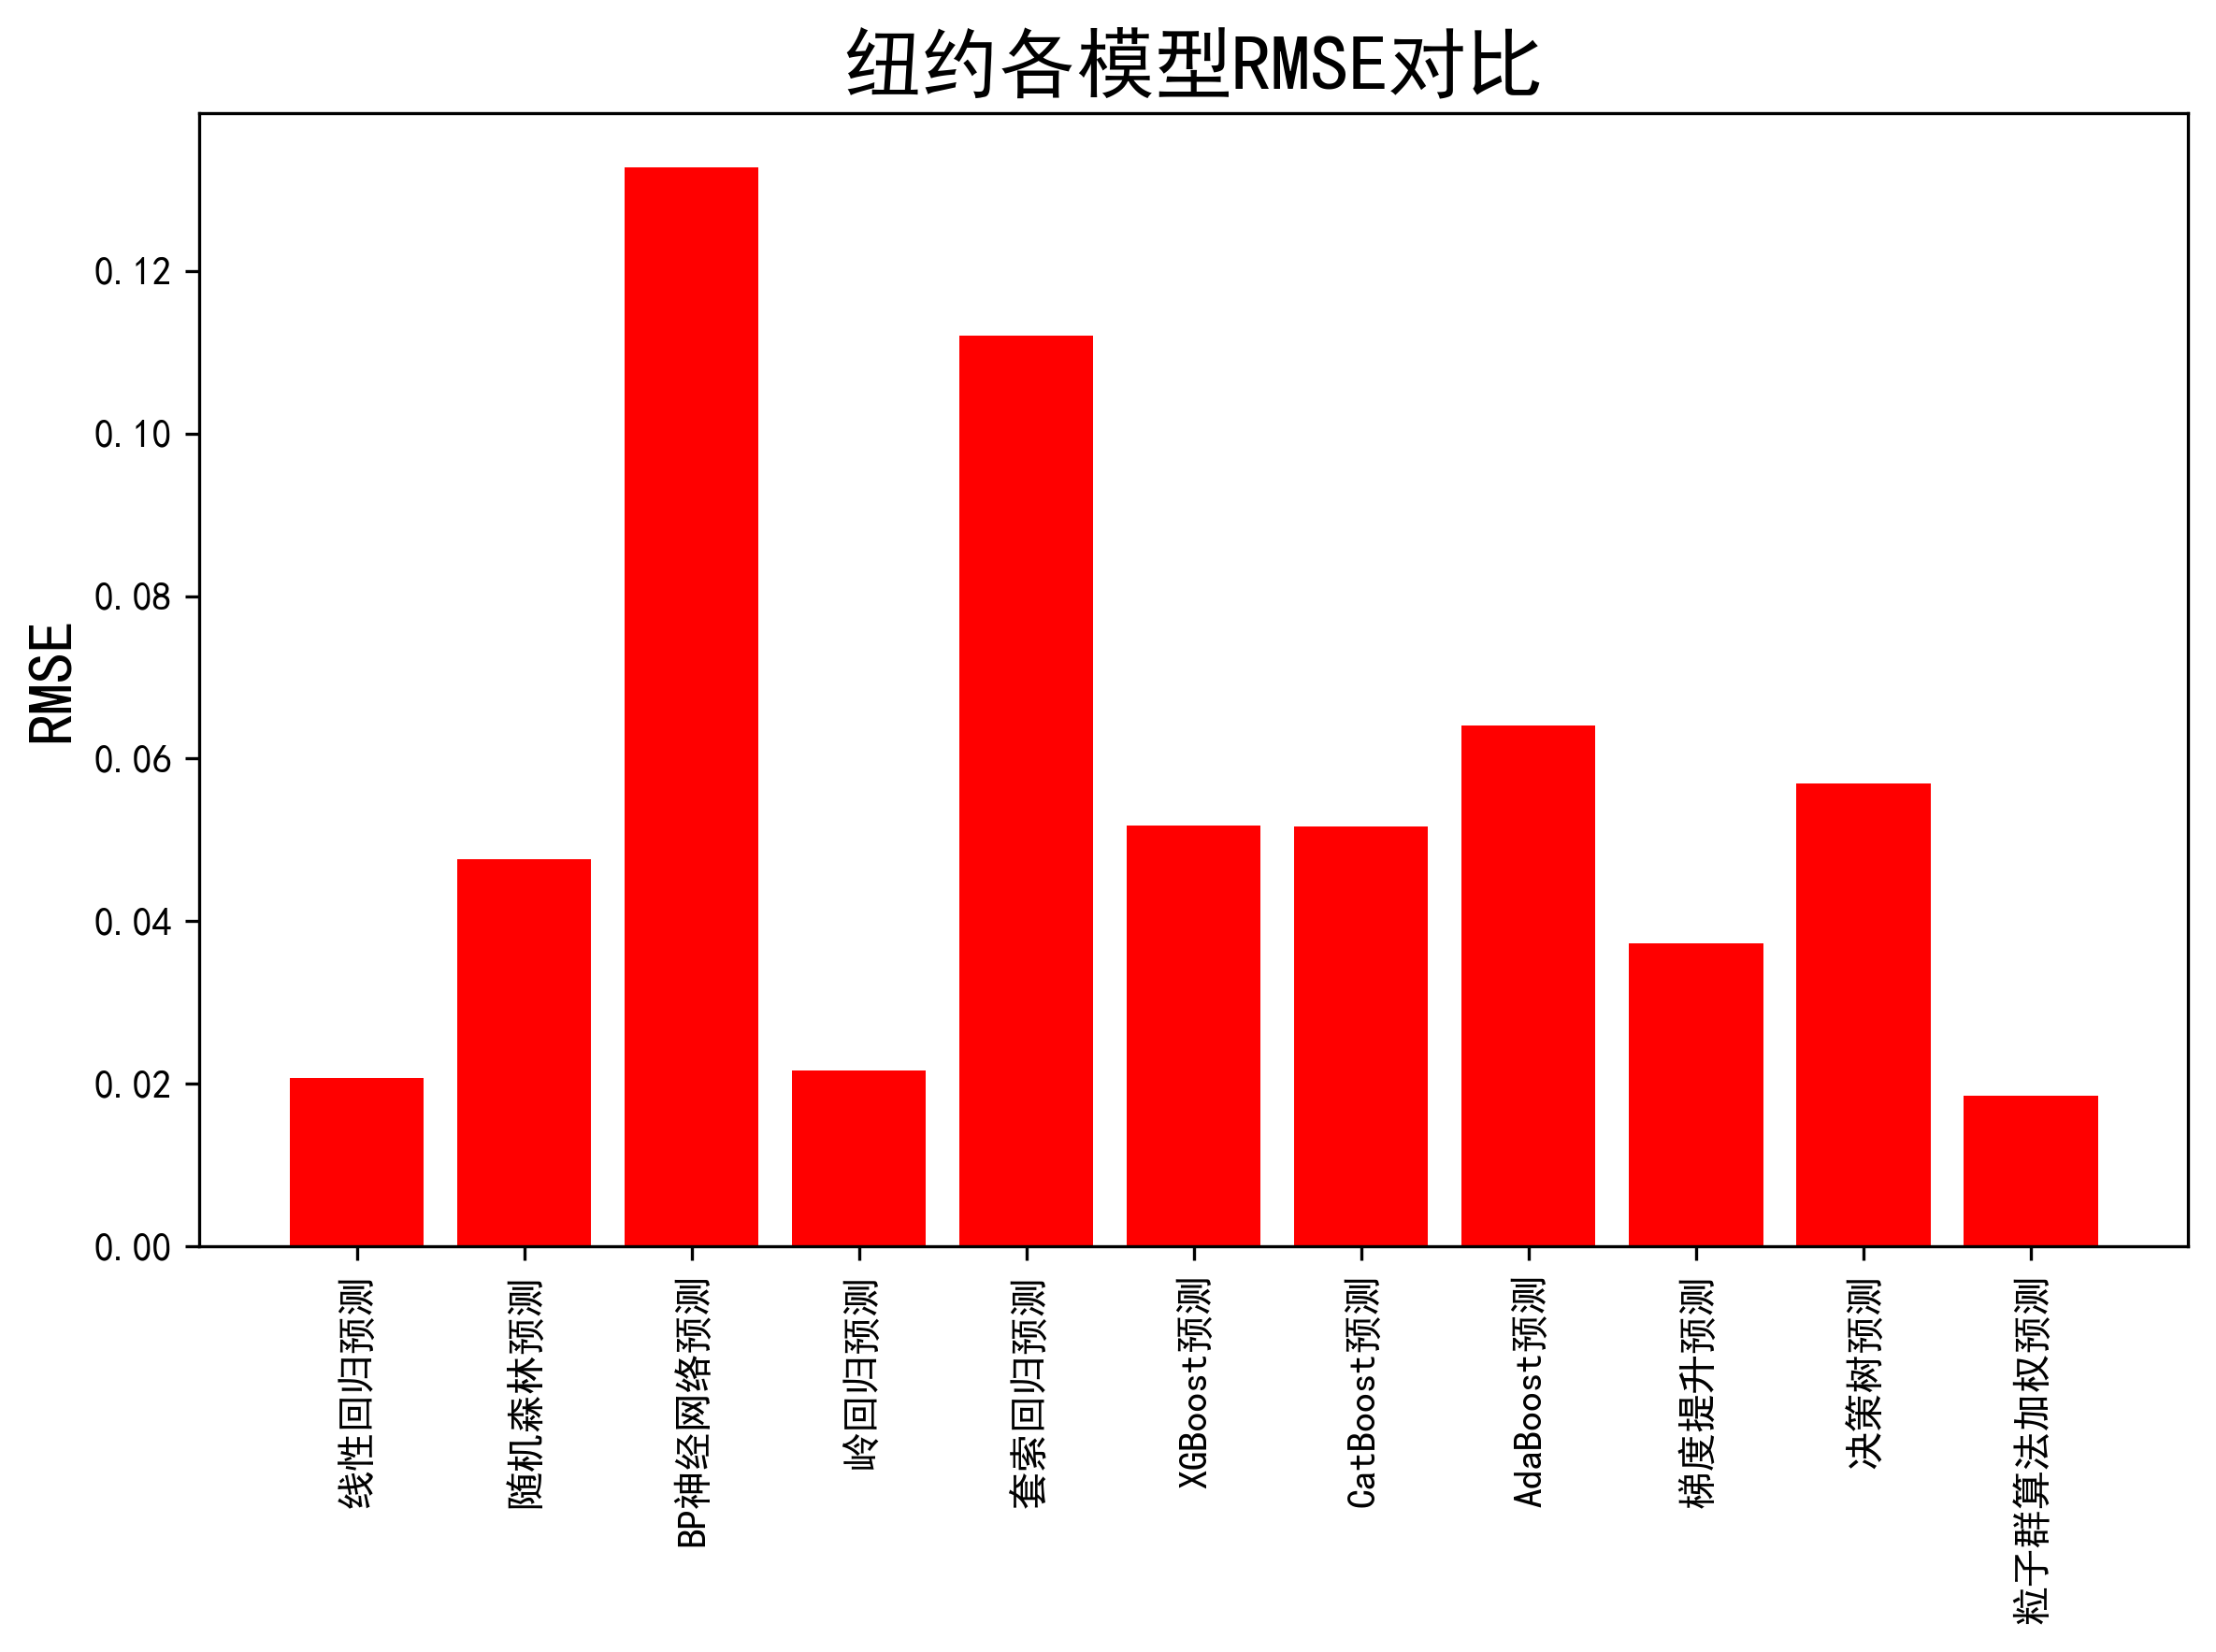 纽约各模型RMSE对比
RMSE
0.12
0.10
0.08
0.06
0.04
0.02
0.00
线性回归预测
随机森林预测
BP神经网络预测
岭回归预测
套索回归预测
XGBoost预测
CatBoost预测
AdaBoost预测
梯度提升预测
决策树预测
粒子群算法加权预测